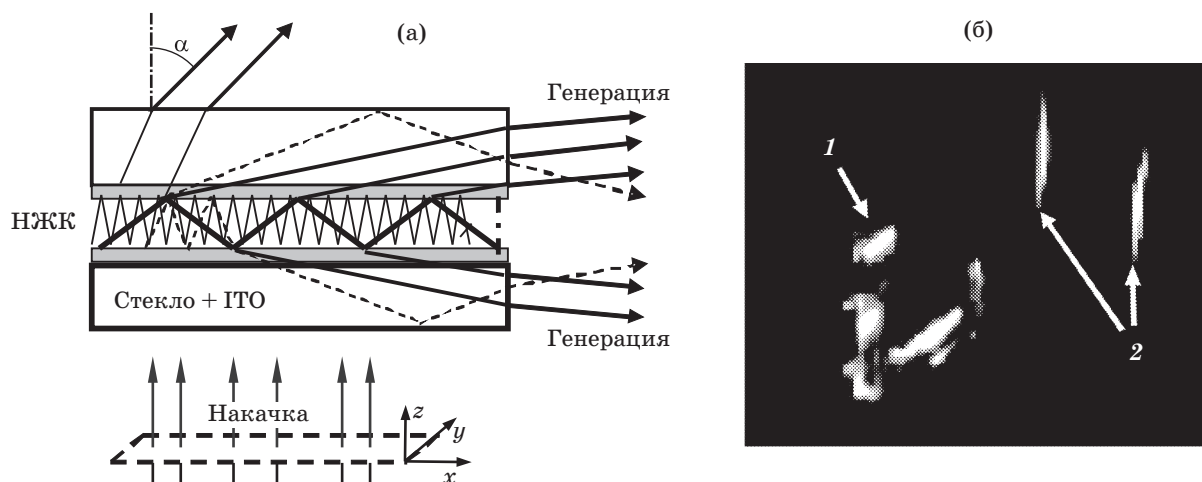 (а)
(б)
α
Генерация
1
НЖК
Стекло + ITO
Генерация
2
Накачка
z
y
x